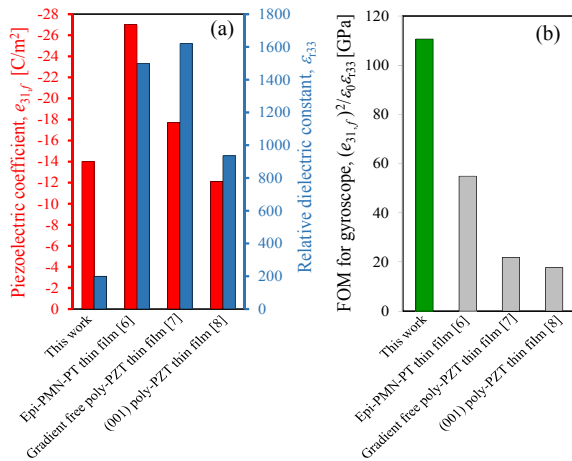 Piezoelectric coefficient, e31,f [C/m²]
-28
-26
-24
-22
-20
-18
-16
-14
-12
-10
-8
-6
-4
-2
0
(a)
1800
1600
1400
1200
1000
800
600
400
200
0
Relative dielectric constant, εr33
This work
Epi-PMN-PT thin film [6]
Gradient free poly-PZT thin film [7]
(001) poly-PZT thin film [8]
FOM for gyroscope, (e31,f )²/ε0εr33 [GPa]
120
100
80
60
40
20
0
(b)
This work
Epi-PMN-PT thin film [6]
Gradient free poly-PZT thin film [7]
(001) poly-PZT thin film [8]